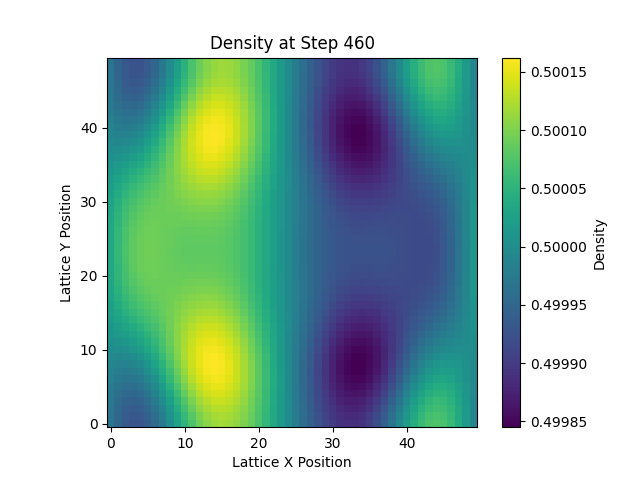 Density at Step 460
Lattice Y Position
40
30
20
10
0
0 10 20 30 40
Lattice X Position
0.50015
0.50010
0.50005
0.50000
0.49995
0.49990
0.49985
Density